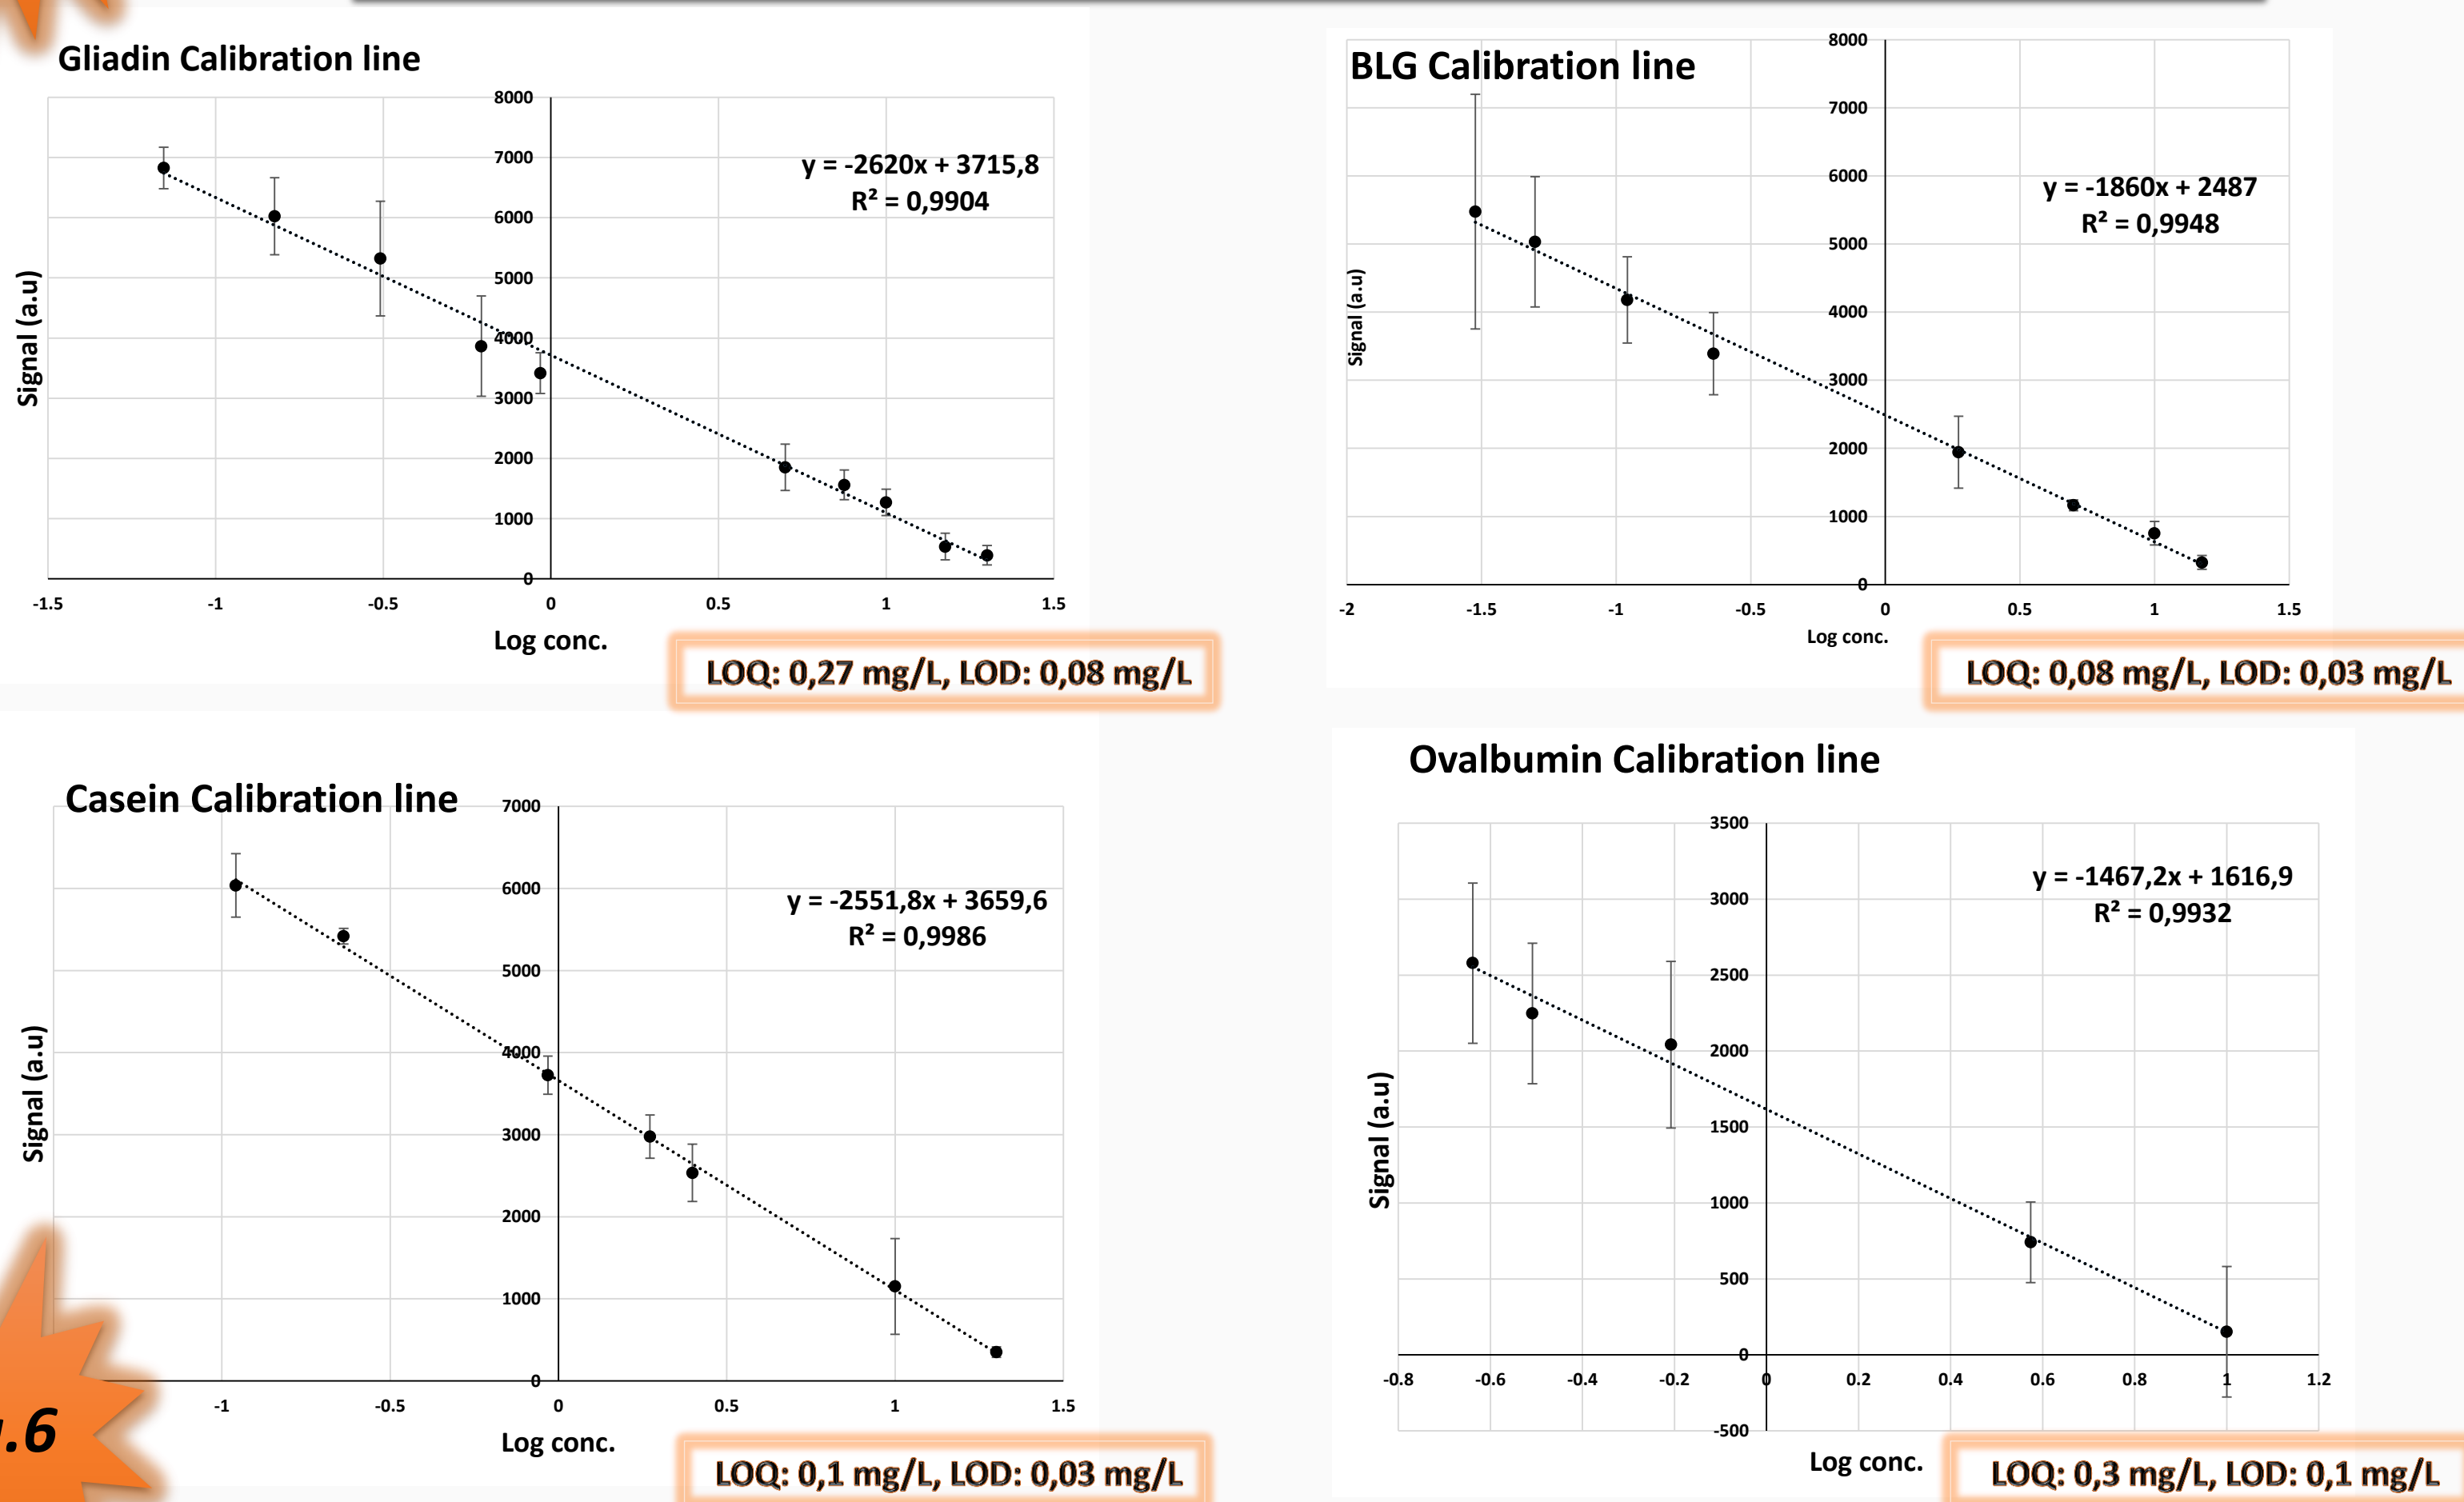 Gliadin Calibration line
8000
7000
6000
5000
4000
3000
2000
1000
0
-1.5 -1 -0.5 0 0.5 1 1.5
Signal (a.u)
Log conc.
y = -2620x + 3715,8
R² = 0,9904
LOQ: 0,27 mg/L, LOD: 0,08 mg/L
BLG Calibration line
8000
7000
6000
5000
4000
3000
2000
1000
0
-2 -1.5 -1 -0.5 0 0.5 1 1.5
Signal (a.u)
Log conc.
y = -1860x + 2487
R² = 0,9948
LOQ: 0,08 mg/L, LOD: 0,03 mg/L
Casein Calibration line
7000
6000
5000
4000
3000
2000
1000
0
-1 -0.5 0 0.5 1 1.5
Signal (a.u)
Log conc.
y = -2551,8x + 3659,6
R² = 0,9986
LOQ: 0,1 mg/L, LOD: 0,03 mg/L
Ovalbumin Calibration line
3500
3000
2500
2000
1500
1000
500
0
-500
-0.8 -0.6 -0.4 -0.2 0 0.2 0.4 0.6 0.8 1 1.2
Signal (a.u)
Log conc.
y = -1467,2x + 1616,9
R² = 0,9932
LOQ: 0,3 mg/L, LOD: 0,1 mg/L
.6